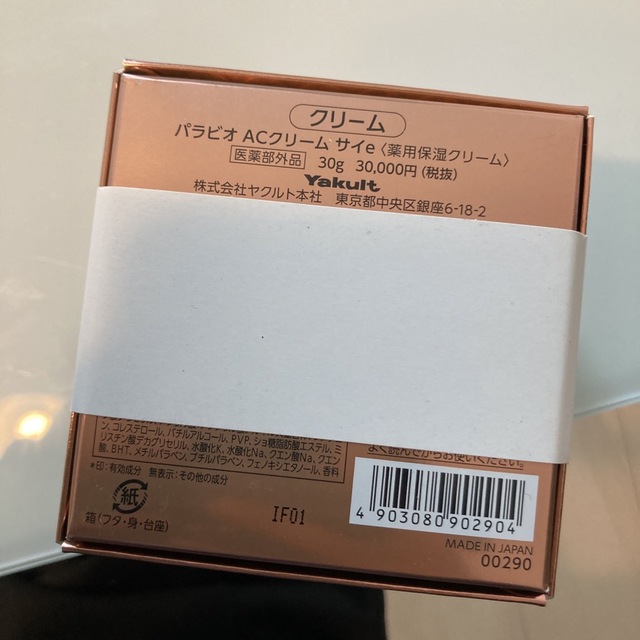 クリーム
パラビオ ACクリーム サイe〈薬用保湿クリーム〉
医薬部外品 30g 30,000円(税抜)
Yakult
株式会社ヤクルト本社 東京都中央区銀座6-18-2
ン、コレステロール、バチルアルコール、PVP、ショ糖脂肪酸エステル、ミ
リスチン酸デカグリセリル、水酸化K、水酸化Na、クエン酸Na、クエン
酸、BHT、メチルパラベン、ブチルパラベン、フェノキシエタノール、香料
*印:有効成分 無表示:その他の成分
よく読んでからお使いください。
紙
箱(フタ・身・台座)
IF01
4903080902904
MADE IN JAPAN
00290